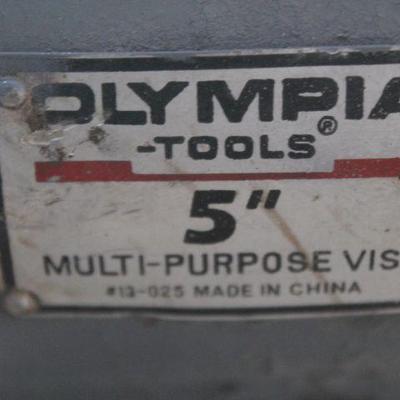 OLYMPIA
-TOOLS®
5"
MULTI-PURPOSE VIS
#13-025 MADE IN CHINA